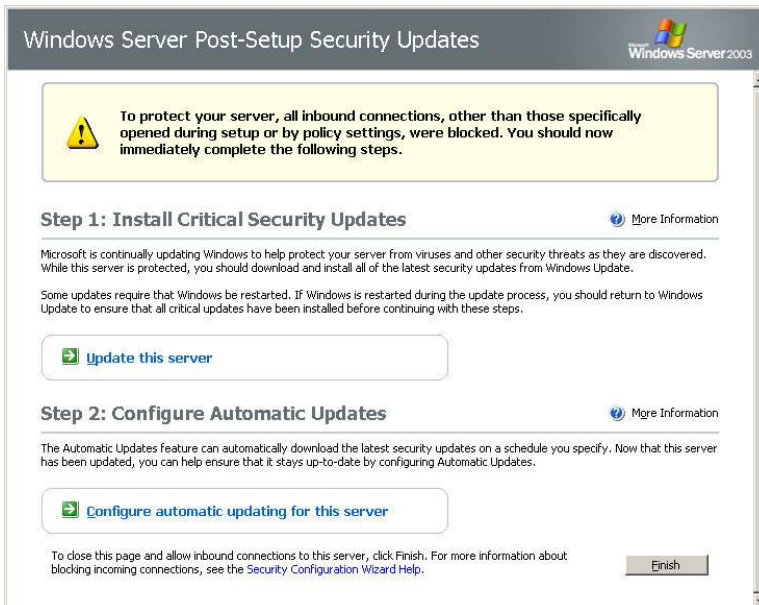 Windows Server Post-Setup Security Updates
Microsoft
Windows Server 2003
To protect your server, all inbound connections, other than those specifically
opened during setup or by policy settings, were blocked. You should now
immediately complete the following steps.
Step 1: Install Critical Security Updates
More Information
Microsoft is continually updating Windows to help protect your server from viruses and other security threats as they are discovered.
While this server is protected, you should download and install all of the latest security updates from Windows Update.
Some updates require that Windows be restarted. If Windows is restarted during the update process, you should return to Windows
Update to ensure that all critical updates have been installed before continuing with these steps.
Update this server
Step 2: Configure Automatic Updates
More Information
The Automatic Updates feature can automatically download the latest security updates on a schedule you specify. Now that this server
has been updated, you can help ensure that it stays up-to-date by configuring Automatic Updates.
Configure automatic updating for this server
To close this page and allow inbound connections to this server, click Finish. For more information about
blocking incoming connections, see the Security Configuration Wizard Help.
Finish